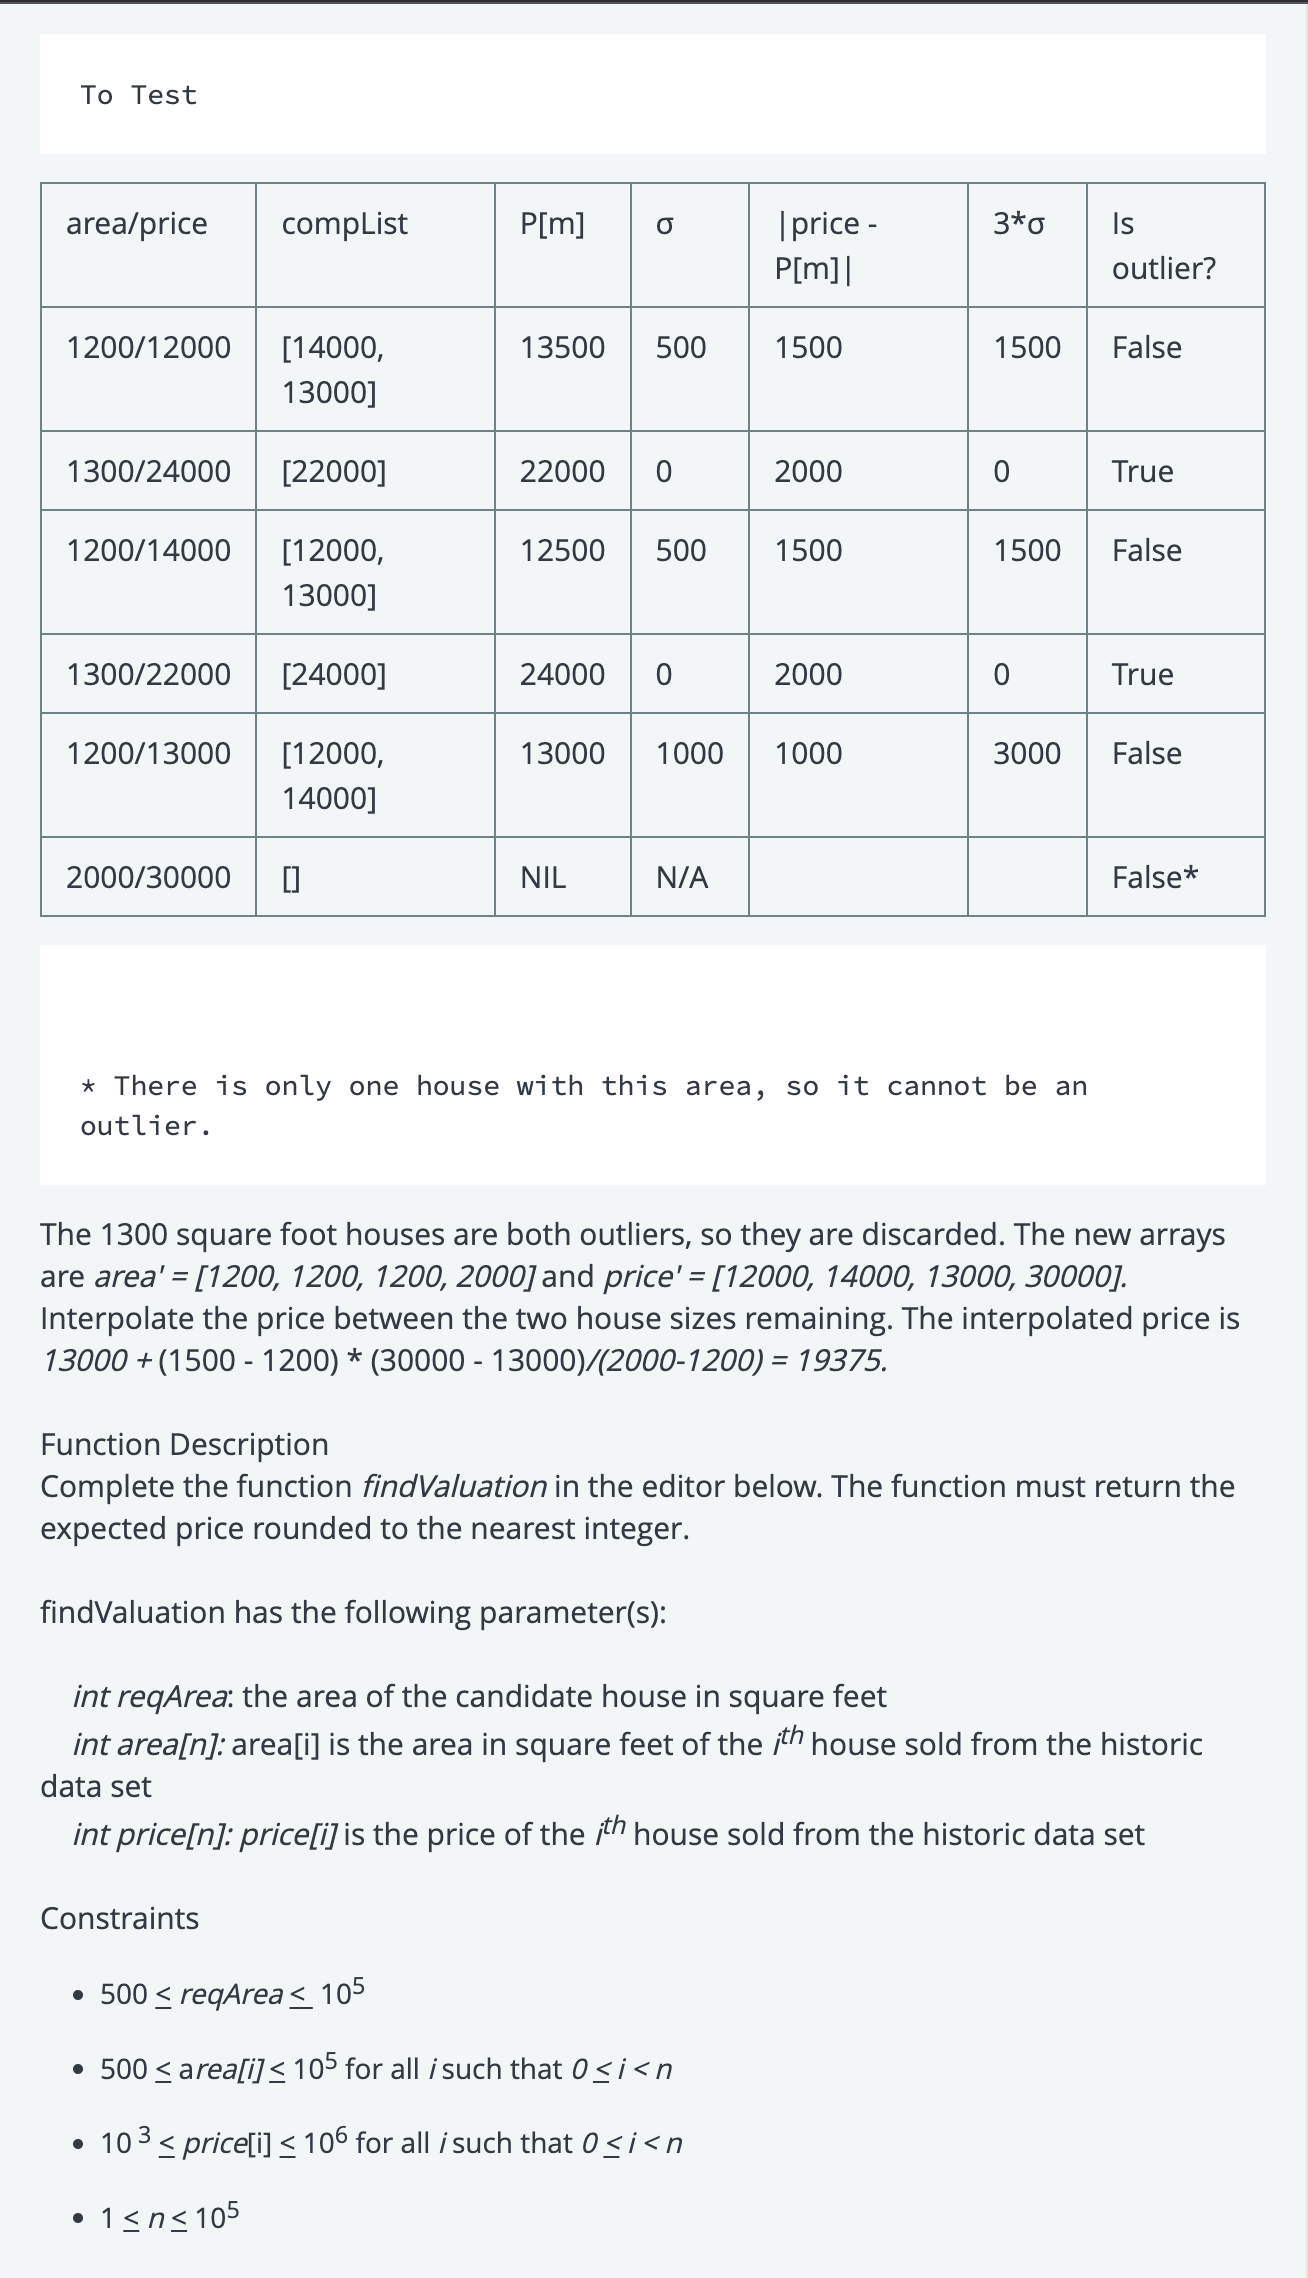 To Test
area/price compList P[m] σ |price - P[m]| 3*σ Is outlier?
1200/12000 [14000, 13000] 13500 500 1500 1500 False
1300/24000 [22000] 22000 0 2000 0 True
1200/14000 [12000, 13000] 12500 500 1500 1500 False
1300/22000 [24000] 24000 0 2000 0 True
1200/13000 [12000, 14000] 13000 1000 1000 3000 False
2000/30000 [] NIL N/A False*
* There is only one house with this area, so it cannot be an
outlier.
The 1300 square foot houses are both outliers, so they are discarded. The new arrays
are area' = [1200, 1200, 1200, 2000] and price' = [12000, 14000, 13000, 30000].
Interpolate the price between the two house sizes remaining. The interpolated price is
13000 + (1500 - 1200) * (30000 - 13000)/(2000-1200) = 19375.
Function Description
Complete the function findValuation in the editor below. The function must return the
expected price rounded to the nearest integer.
findValuation has the following parameter(s):
int reqArea: the area of the candidate house in square feet
int area[n]: area[i] is the area in square feet of the i^th house sold from the historic
data set
int price[n]: price[i] is the price of the i^th house sold from the historic data set
Constraints
• 500 ≤ reqArea ≤ 10^5
• 500 ≤ area[i] ≤ 10^5 for all i such that 0 ≤ i < n
• 10^3 ≤ price[i] ≤ 10^6 for all i such that 0 ≤ i < n
• 1 ≤ n ≤ 10^5